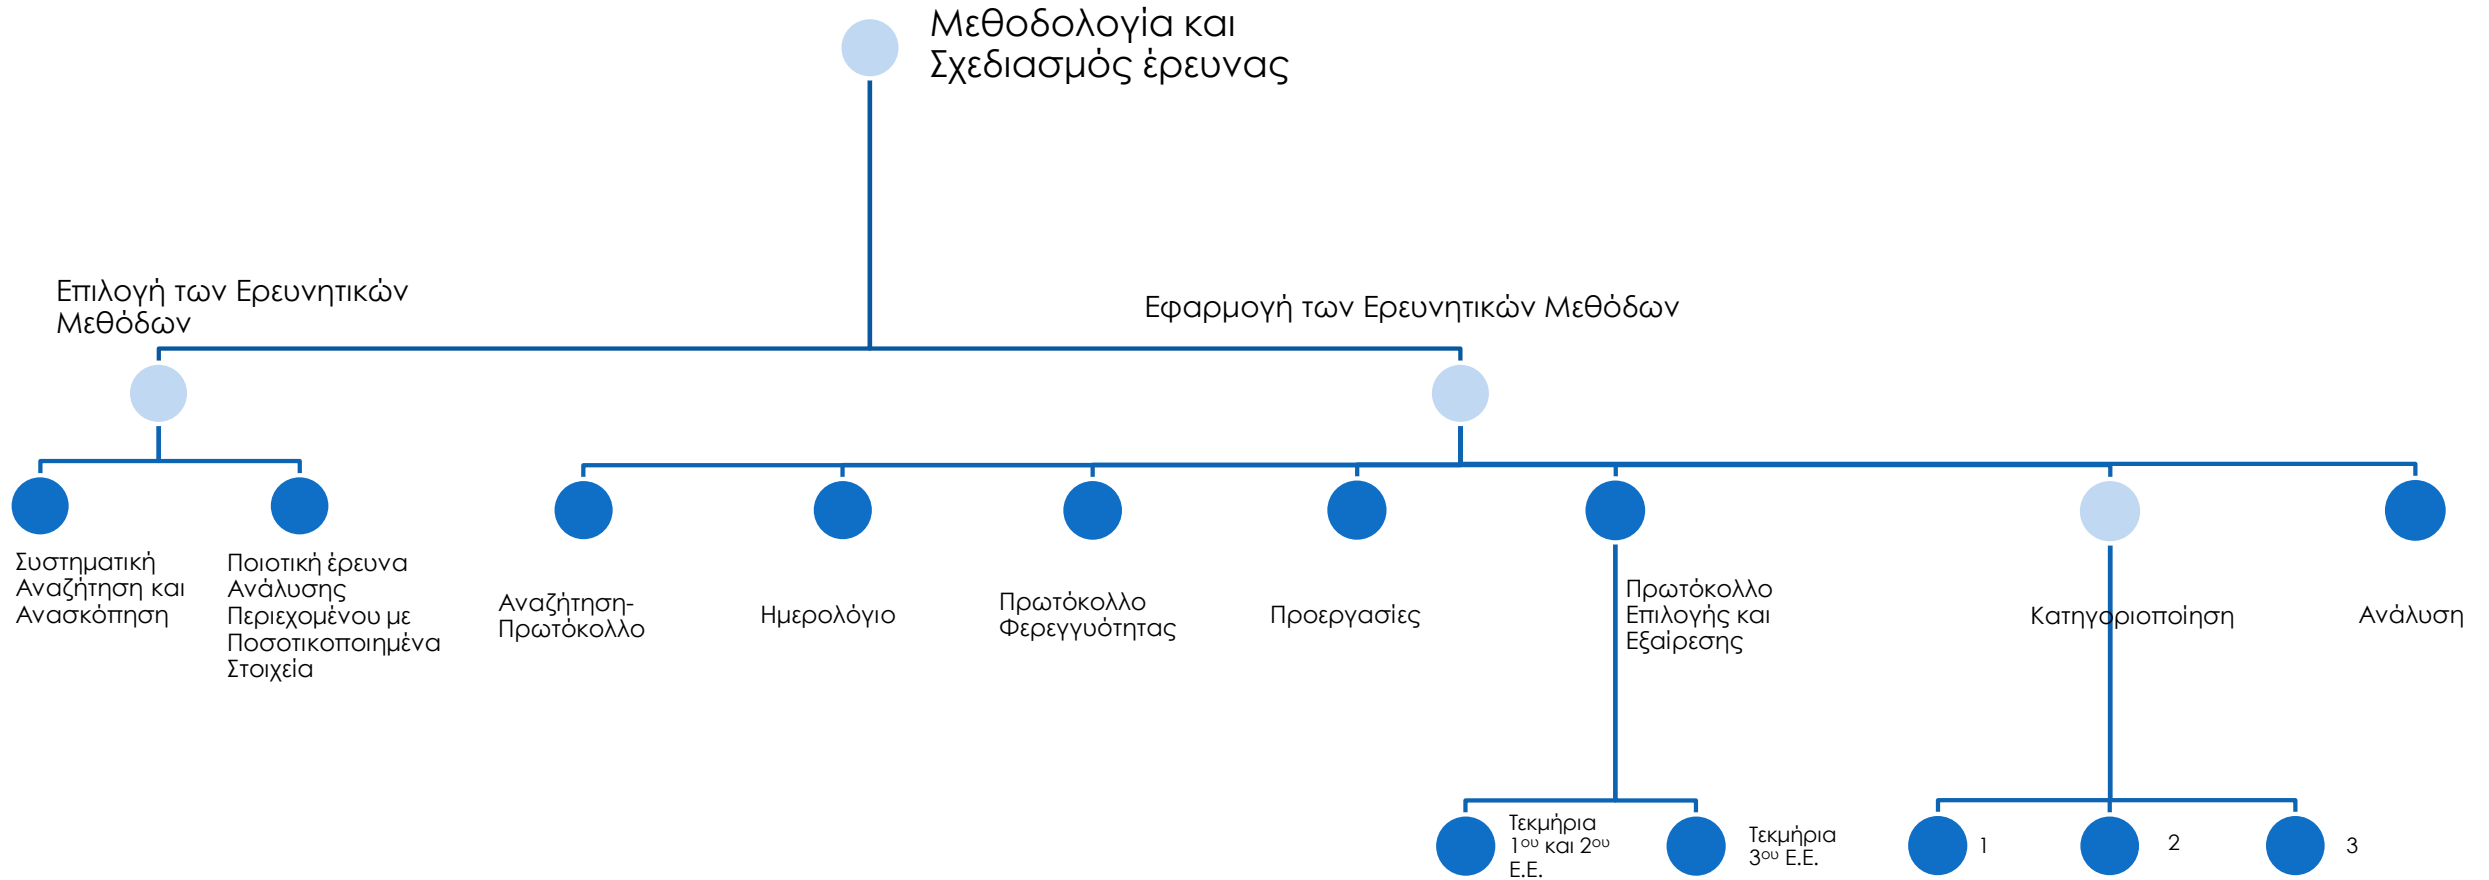 Μεθοδολογία και
Σχεδιασμός έρευνας
Επιλογή των Ερευνητικών
Μεθόδων
Εφαρμογή των Ερευνητικών Μεθόδων
Συστηματική
Αναζήτηση και
Ανασκόπηση
Ποιοτική έρευνα
Ανάλυσης
Περιεχομένου με
Ποσοτικοποιημένα
Στοιχεία
Αναζήτηση-
Πρωτόκολλο
Ημερολόγιο
Πρωτόκολλο
Φερεγγυότητας
Προεργασίες
Πρωτόκολλο
Επιλογής και
Εξαίρεσης
Κατηγοριοποίηση
Ανάλυση
Τεκμήρια
1ου και 2ου
Ε.Ε.
Τεκμήρια
3ου Ε.Ε.
1
2
3